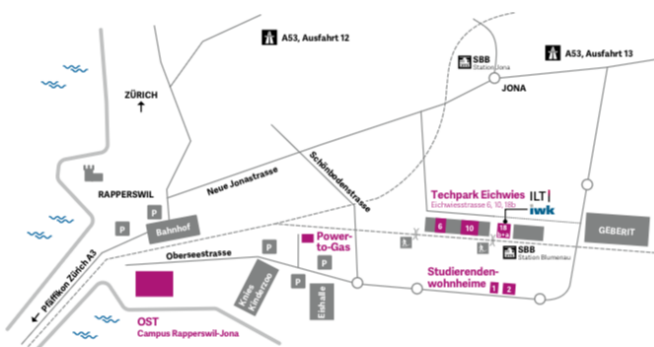 A53, Ausfahrt 12
A53, Ausfahrt 13
SBB
Station Jona
ZÜRICH
JONA
Neue Jonastrasse
Schönbodenstrasse
Techpark Eichwies
Eichwiesstrasse 6, 10, 18b
ILT
iwk
RAPPERSWIL
P
P
Bahnhof
6
10
18
GEBERIT
Power-
to-Gas
SBB
Station Blumenau
Oberseestrasse
P
P
P
P
Knies
Kinderzoo
Eishalle
Studierenden-
wohnheime
1
2
Pfäffikon Zürich A3
OST
Campus Rapperswil-Jona